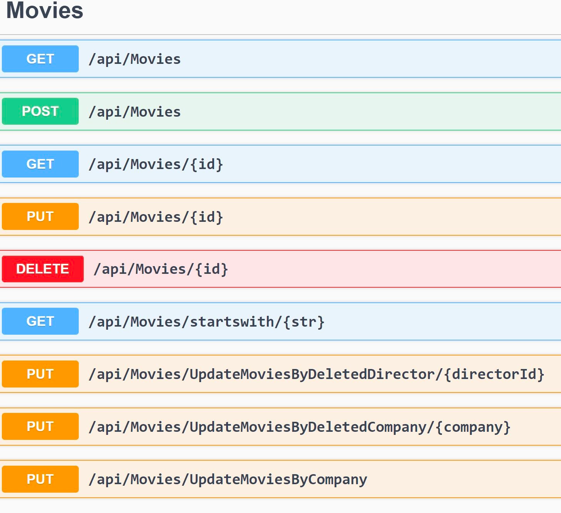 Movies
GET /api/Movies
POST /api/Movies
GET /api/Movies/{id}
PUT /api/Movies/{id}
DELETE /api/Movies/{id}
GET /api/Movies/startswith/{str}
PUT /api/Movies/UpdateMoviesByDeletedDirector/{directorId}
PUT /api/Movies/UpdateMoviesByDeletedCompany/{company}
PUT /api/Movies/UpdateMoviesByCompany